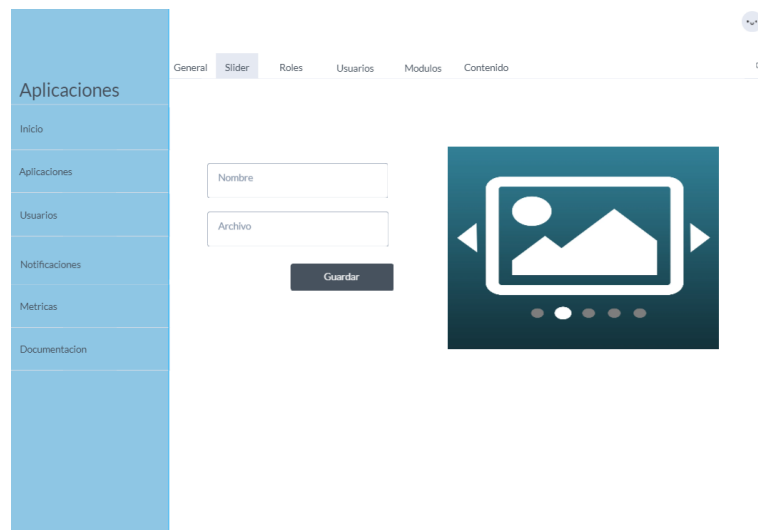 General Slider Roles Usuarios Modulos Contenido
Aplicaciones
Inicio
Aplicaciones
Usuarios
Notificaciones
Metricas
Documentacion
Nombre
Archivo
Guardar